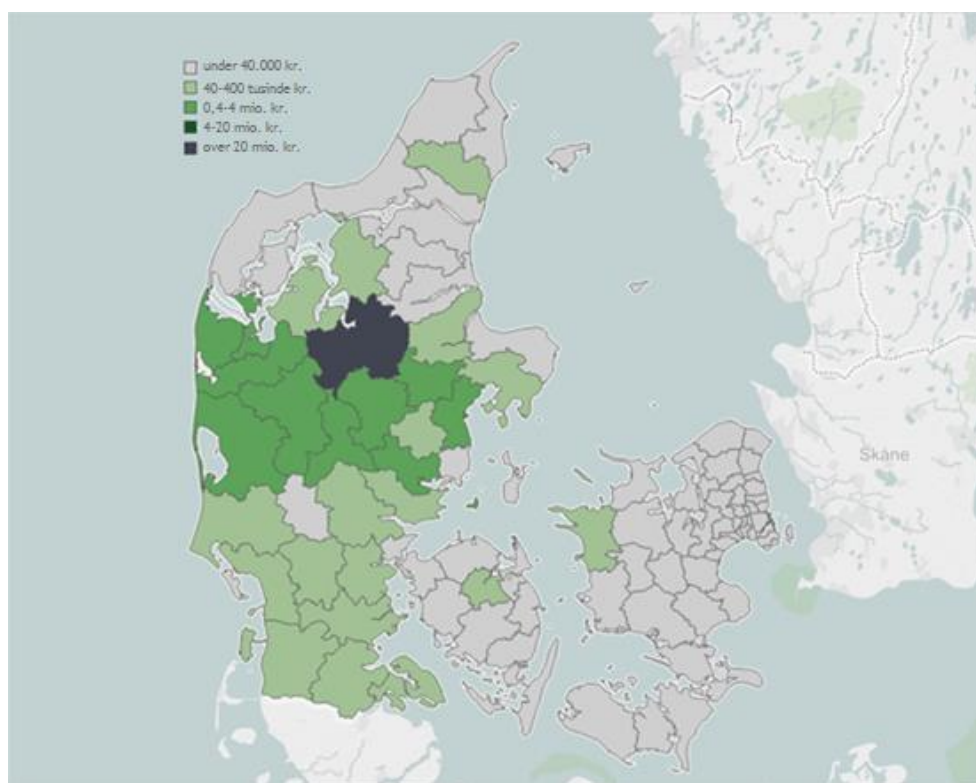 under 40.000 kr.
40-400 tusinde kr.
0,4-4 mio. kr.
4-20 mio. kr.
over 20 mio. kr.
Skåne